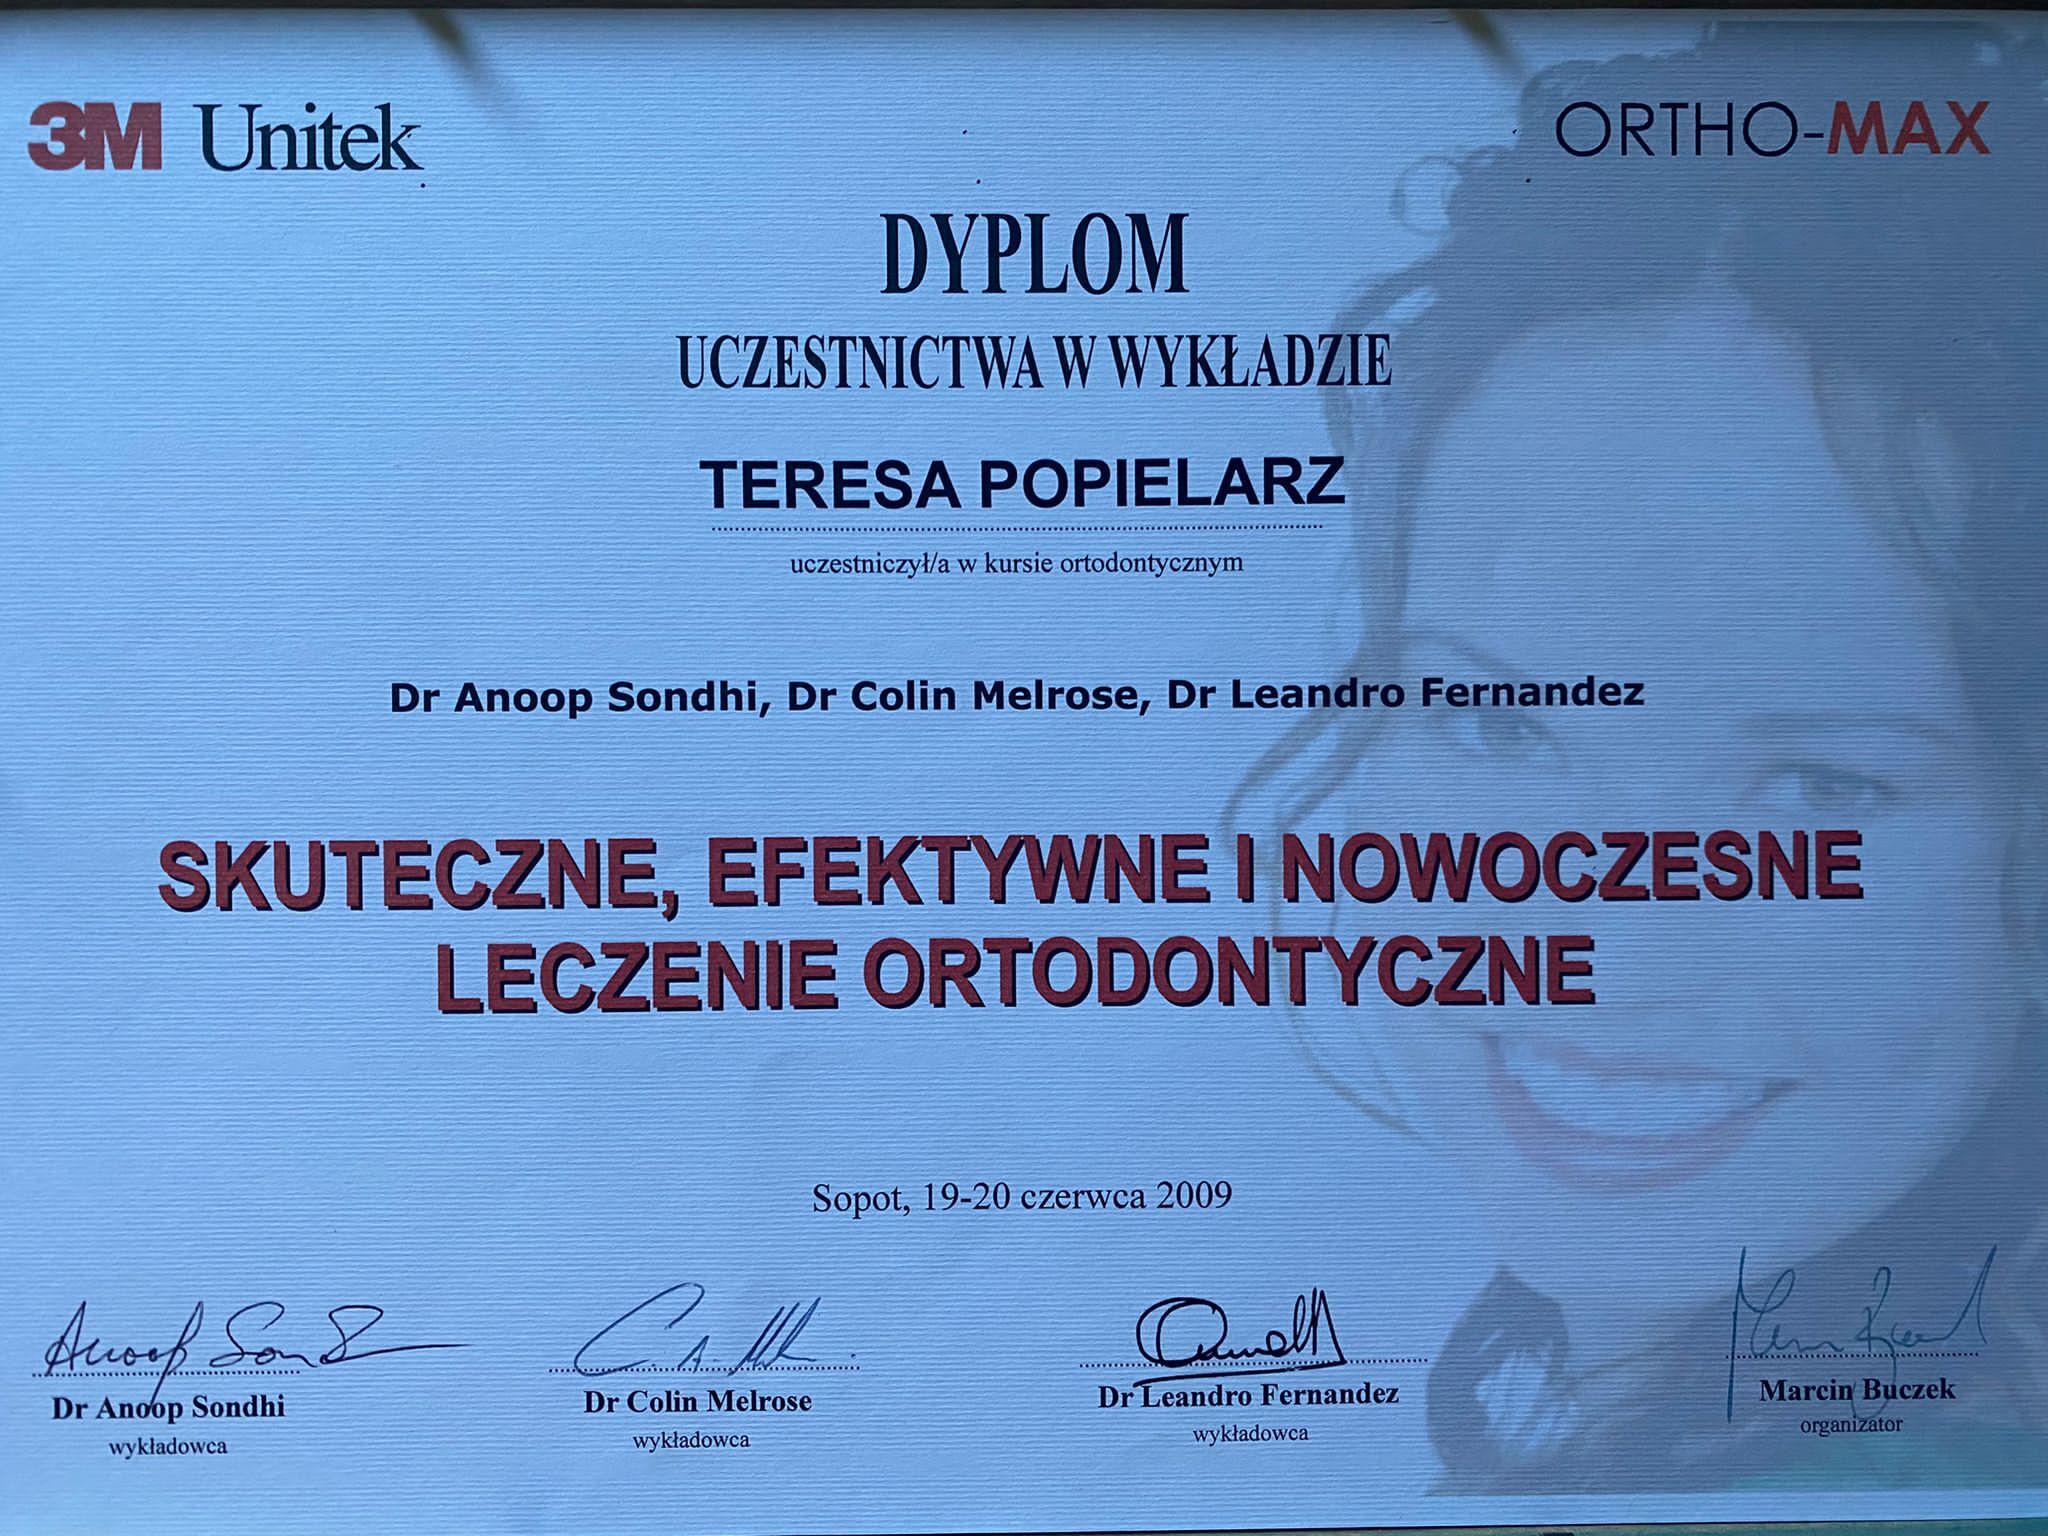 3M Unitek
ORTHO-MAX
DYPLOM
UCZESTNICTWA W WYKŁADZIE
TERESA POPIELARZ
uczestniczył/a w kursie ortodontycznym
Dr Anoop Sondhi, Dr Colin Melrose, Dr Leandro Fernandez
SKUTECZNE, EFEKTYWNE I NOWOCZESNE
LECZENIE ORTODONTYCZNE
Sopot, 19-20 czerwca 2009
Anoop Sondhi
Dr Anoop Sondhi
wykładowca
Dr Colin Melrose
wykładowca
Dr Leandro Fernandez
wykładowca
Marcin Buczek
organizator